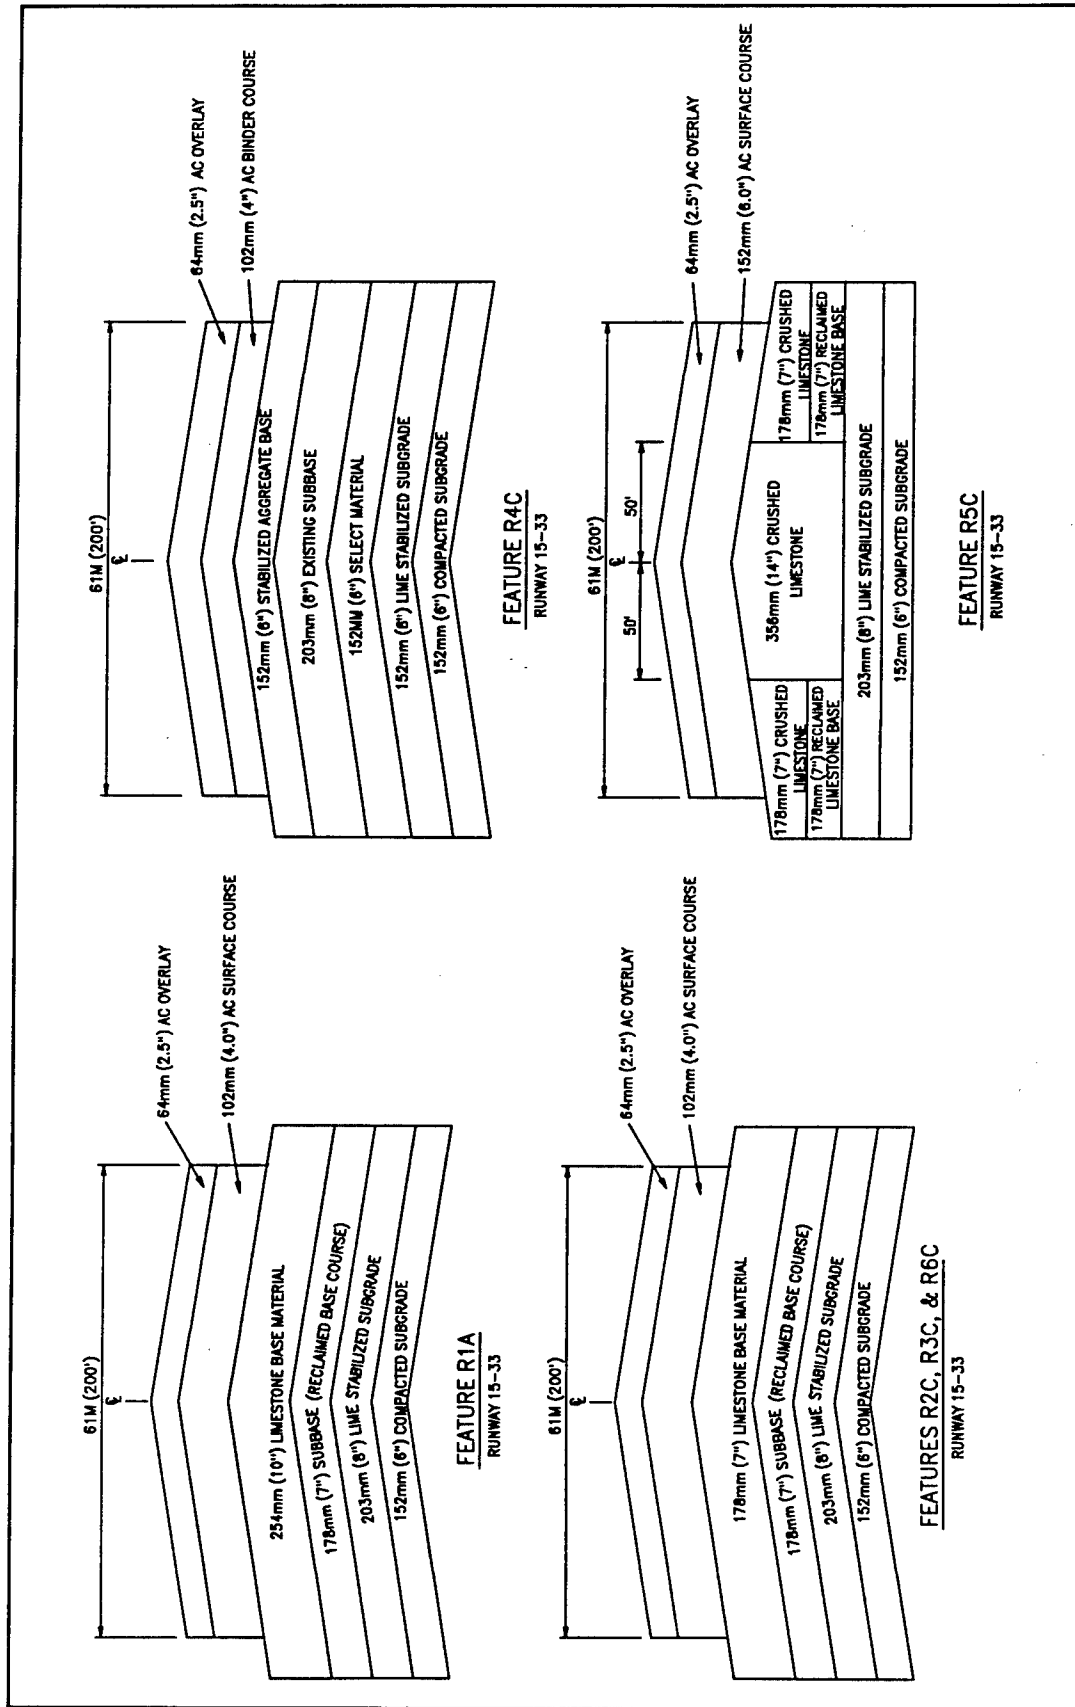 61M (200')
℄
64mm (2.5") AC OVERLAY
102mm (4.0") AC SURFACE COURSE
254mm (10") LIMESTONE BASE MATERIAL
178mm (7") SUBBASE (RECLAIMED BASE COURSE)
203mm (8") LIME STABILIZED SUBGRADE
152mm (6") COMPACTED SUBGRADE
FEATURE R1A
RUNWAY 15-33
61M (200')
℄
64mm (2.5") AC OVERLAY
102mm (4") AC BINDER COURSE
152mm (6") STABILIZED AGGREGATE BASE
203mm (8") EXISTING SUBBASE
152MM (6") SELECT MATERIAL
152mm (6") LIME STABILIZED SUBGRADE
152mm (6") COMPACTED SUBGRADE
FEATURE R4C
RUNWAY 15-33
61M (200')
℄
64mm (2.5") AC OVERLAY
102mm (4.0") AC SURFACE COURSE
178mm (7") LIMESTONE BASE MATERIAL
178mm (7") SUBBASE (RECLAIMED BASE COURSE)
203mm (8") LIME STABILIZED SUBGRADE
152mm (6") COMPACTED SUBGRADE
FEATURES R2C, R3C, & R6C
RUNWAY 15-33
61M (200')
℄
64mm (2.5") AC OVERLAY
152mm (6.0") AC SURFACE COURSE
50'
50'
178mm (7") CRUSHED
LIMESTONE
178mm (7") RECLAIMED
LIMESTONE BASE
356mm (14") CRUSHED
LIMESTONE
178mm (7") CRUSHED
LIMESTONE
178mm (7") RECLAIMED
LIMESTONE BASE
203mm (8") LIME STABILIZED SUBGRADE
152mm (6") COMPACTED SUBGRADE
FEATURE R5C
RUNWAY 15-33